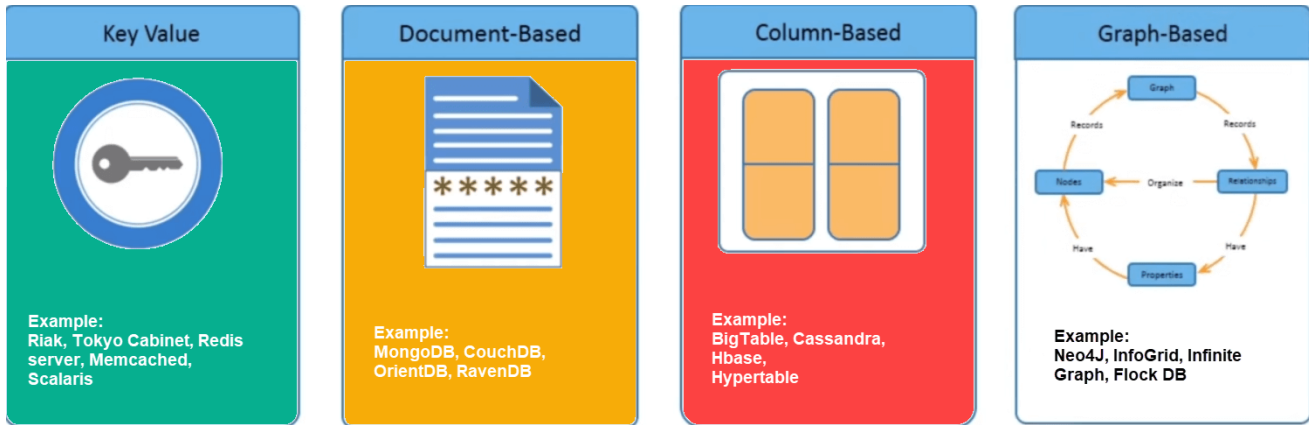 Key Value
Example:
Riak, Tokyo Cabinet, Redis
server, Memcached,
Scalaris
Document-Based
*****
Example:
MongoDB, CouchDB,
OrientDB, RavenDB
Column-Based
Example:
BigTable, Cassandra,
Hbase,
Hypertable
Graph-Based
Graph
Records
Records
Nodes
Organize
Relationships
Have
Have
Properties
Example:
Neo4J, InfoGrid, Infinite
Graph, Flock DB